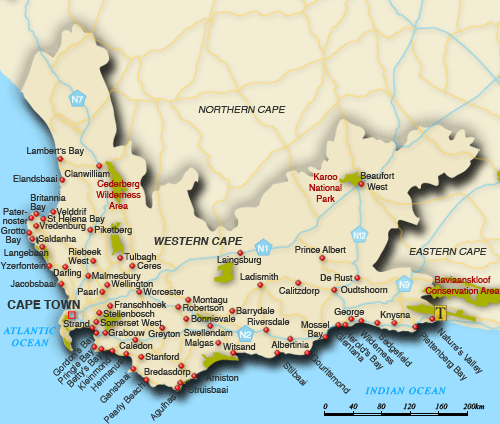 N7
NORTHERN CAPE
Lambert's Bay
Elandsbaai
Clanwilliam
Cederberg
Wilderness
Area
Karoo
National
Park
Beaufort
West
Britannia
Bay
Velddrif
Pater-
noster
St Helena Bay
Vredenburg
Grotto
Bay
Saldanha
Langebaan
Piketberg
Riebeek
West
WESTERN CAPE
N1
N12
Laingsburg
Prince Albert
EASTERN CAPE
Yzerfontein
Darling
Tulbagh
Ceres
Malmesbury
Jacobsbaai
Wellington
Paarl
Worcester
Ladismith
Calitzdorp
De Rust
Oudtshoorn
N9
Baviaanskloof
Conservation Area
CAPE TOWN
Franschhoek
Stellenbosch
Montagu
Robertson
Bonnievale
Barrydale
Riversdale
George
Knysna
T
Strand
Somerset West
Grabouw
Greyton
Swellendam
N2
Mossel
Bay
ATLANTIC
OCEAN
Caledon
Malgas
Witsand
Albertinia
Stanford
Bredasdorp
Arniston
Struisbaai
Gordon's Bay
Pringle Bay
Betty's Bay
Kleinmond
Hermanus
Gansbaai
Pearly Beach
Agulhas
Stilbaai
Gouritsmond
Glentana
Herold's Bay
Wilderness
Sedgefield
Plettenberg Bay
Nature's Valley
INDIAN OCEAN
0 40 80 120 160 200km